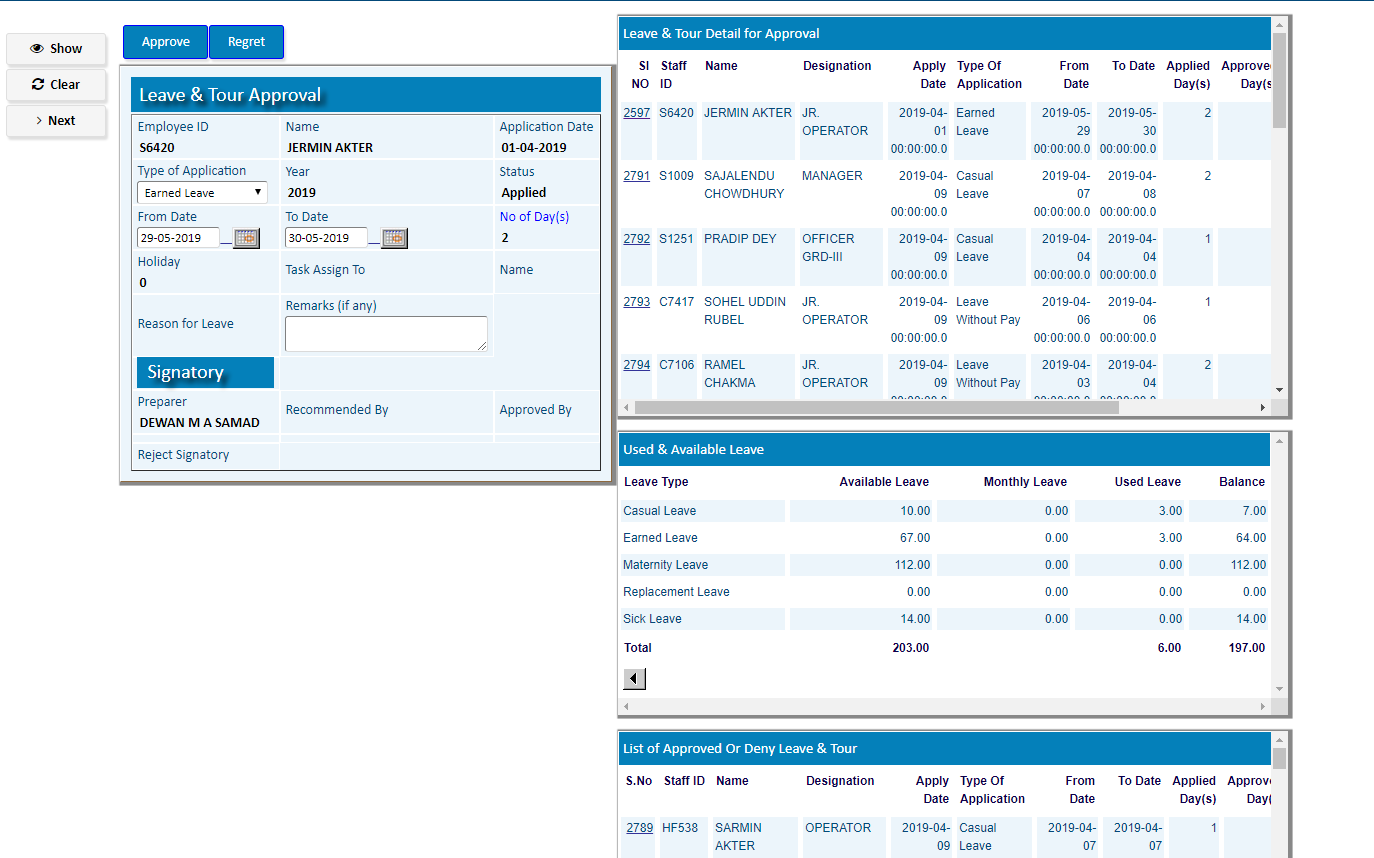 Show
Clear
Next
Approve Regret
Leave & Tour Approval
Employee ID Name Application Date
S6420 JERMIN AKTER 01-04-2019
Type of Application Year Status
Earned Leave 2019 Applied
From Date To Date No of Day(s)
29-05-2019 30-05-2019 2
Holiday Task Assign To Name
0
Reason for Leave Remarks (if any)
Signatory
Preparer Recommended By Approved By
DEWAN M A SAMAD
Reject Signatory
Leave & Tour Detail for Approval
Sl Staff Name Designation Apply Type Of From To Date Applied
NO ID Date Application Date Day(s)
2597 S6420 JERMIN AKTER JR. 2019-04- Earned 2019-05- 2019-05- 2
OPERATOR 01 Leave 29 30
00:00:00.0 00:00:00.0 00:00:00.0
2791 S1009 SAJALENDU MANAGER 2019-04- Casual 2019-04- 2019-04- 2
CHOWDHURY 09 Leave 07 08
00:00:00.0 00:00:00.0 00:00:00.0
2792 S1251 PRADIP DEY OFFICER 2019-04- Casual 2019-04- 2019-04- 1
GRD-III 09 Leave 04 04
00:00:00.0 00:00:00.0 00:00:00.0
2793 C7417 SOHEL UDDIN JR. 2019-04- Leave 2019-04- 2019-04- 1
RUBEL OPERATOR 09 Without Pay 06 06
00:00:00.0 00:00:00.0 00:00:00.0
2794 C7106 RAMEL JR. 2019-04- Leave 2019-04- 2019-04- 2
CHAKMA OPERATOR 09 Without Pay 03 04
Used & Available Leave
Leave Type Available Leave Monthly Leave Used Leave Balance
Casual Leave 10.00 0.00 3.00 7.00
Earned Leave 67.00 0.00 3.00 64.00
Maternity Leave 112.00 0.00 0.00 112.00
Replacement Leave 0.00 0.00 0.00 0.00
Sick Leave 14.00 0.00 0.00 14.00
Total 203.00 6.00 197.00
List of Approved Or Deny Leave & Tour
S.No Staff ID Name Designation Apply Type Of From To Date Applied
Date Application Date Day(s)
2789 HF538 SARMIN OPERATOR 2019-04- Casual 2019-04- 2019-04- 1
AKTER 09 Leave 07 07